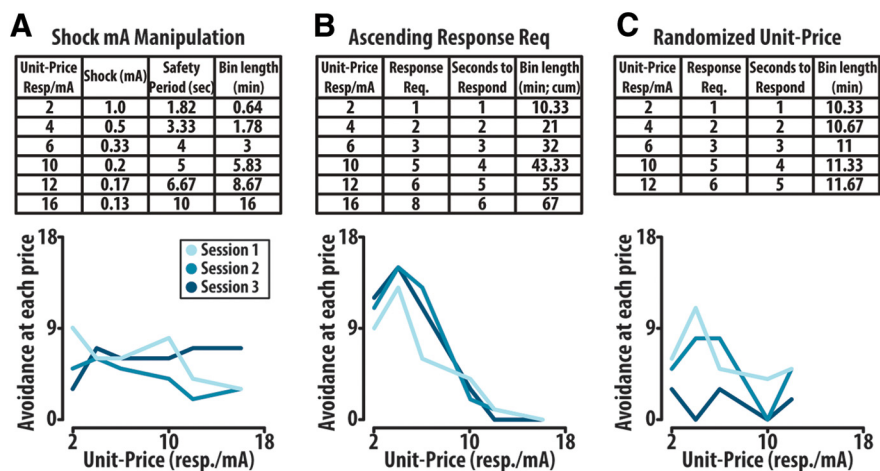 A Shock mA Manipulation
Unit-Price Resp/mA | Shock (mA) | Safety Period (sec) | Bin length (min)
2 | 1.0 | 1.82 | 0.64
4 | 0.5 | 3.33 | 1.78
6 | 0.33 | 4 | 3
10 | 0.2 | 5 | 5.83
12 | 0.17 | 6.67 | 8.67
16 | 0.13 | 10 | 16
18
9
0
Avoidance at each price
Session 1
Session 2
Session 3
2 10 18
Unit-Price (resp./mA)
B Ascending Response Req
Unit-Price Resp/mA | Response Req. | Seconds to Respond | Bin length (min; cum)
2 | 1 | 1 | 10.33
4 | 2 | 2 | 21
6 | 3 | 3 | 32
10 | 5 | 4 | 43.33
12 | 6 | 5 | 55
16 | 8 | 6 | 67
18
9
0
Avoidance at each price
2 10 18
Unit-Price (resp./mA)
C Randomized Unit-Price
Unit-Price Resp/mA | Response Req. | Seconds to Respond | Bin length (min)
2 | 1 | 1 | 10.33
4 | 2 | 2 | 10.67
6 | 3 | 3 | 11
10 | 5 | 4 | 11.33
12 | 6 | 5 | 11.67
18
9
0
Avoidance at each price
2 10 18
Unit-Price (resp./mA)